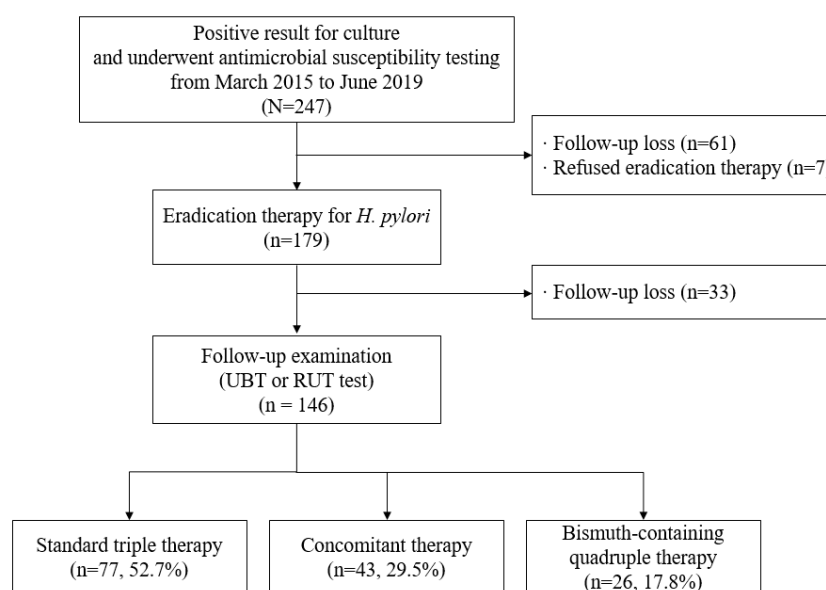 Positive result for culture
and underwent antimicrobial susceptibility testing
from March 2015 to June 2019
(N=247)
· Follow-up loss (n=61)
· Refused eradication therapy (n=7
Eradication therapy for H. pylori
(n=179)
· Follow-up loss (n=33)
Follow-up examination
(UBT or RUT test)
(n = 146)
Standard triple therapy
(n=77, 52.7%)
Concomitant therapy
(n=43, 29.5%)
Bismuth-containing
quadruple therapy
(n=26, 17.8%)